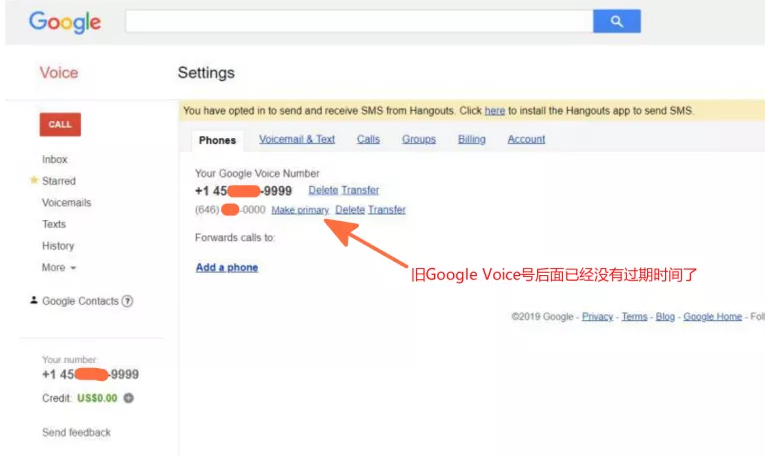 Google
Voice
Settings
You have opted in to send and receive SMS from Hangouts. Click here to install the Hangouts app to send SMS.
CALL
Phones Voicemail & Text Calls Groups Billing Account
Inbox
Starred
Voicemails
Texts
History
More
Google Contacts ?
Your Google Voice Number
+1 45 -9999 Delete Transfer
(646) -0000 Make primary Delete Transfer
Forwards calls to:
Add a phone
旧Google Voice号后面已经没有过期时间了
©2019 Google - Privacy - Terms - Blog - Google Home - Fol
Your number
+1 45 -9999
Credit: US$0.00
Send feedback